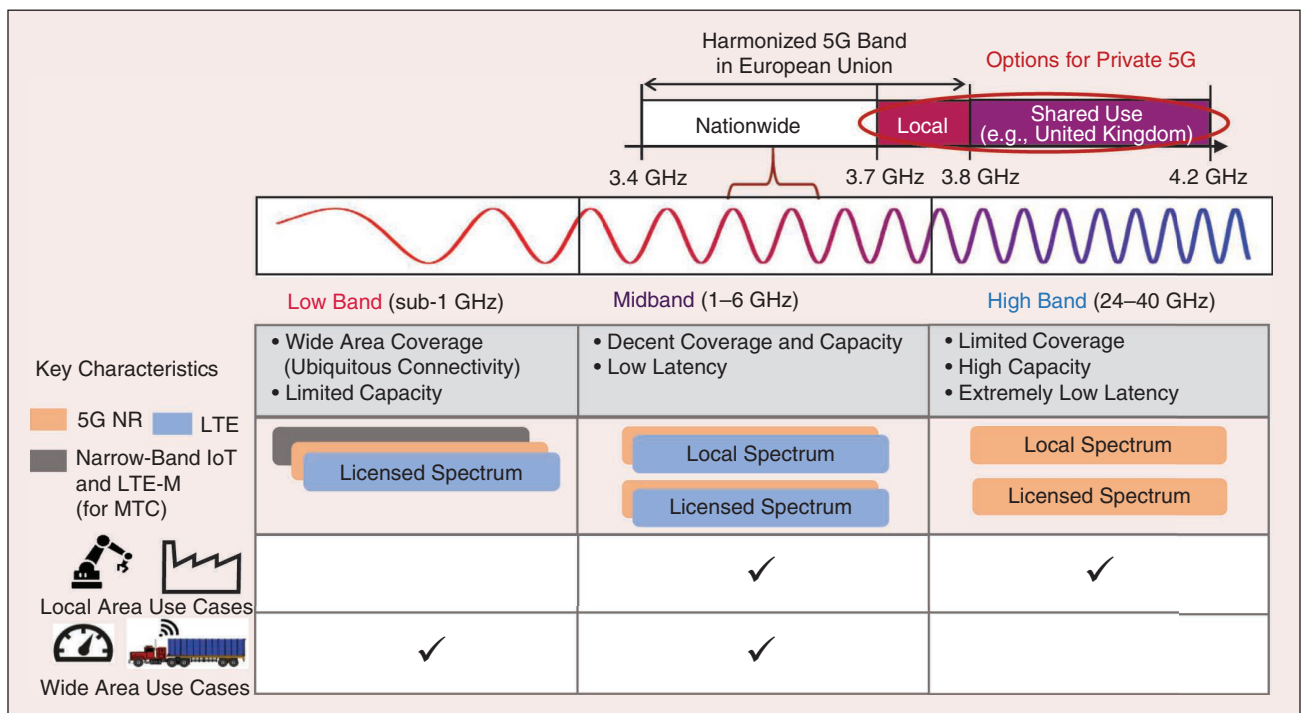 Harmonized 5G Band
in European Union
Options for Private 5G
Nationwide
Local
Shared Use
(e.g., United Kingdom)
3.4 GHz
3.7 GHz
3.8 GHz
4.2 GHz
Low Band (sub-1 GHz)
Midband (1–6 GHz)
High Band (24–40 GHz)
Key Characteristics
• Wide Area Coverage
(Ubiquitous Connectivity)
• Limited Capacity
• Decent Coverage and Capacity
• Low Latency
• Limited Coverage
• High Capacity
• Extremely Low Latency
5G NR
LTE
Narrow-Band IoT
and LTE-M
(for MTC)
Licensed Spectrum
Local Spectrum
Licensed Spectrum
Local Spectrum
Licensed Spectrum
Local Area Use Cases
Wide Area Use Cases